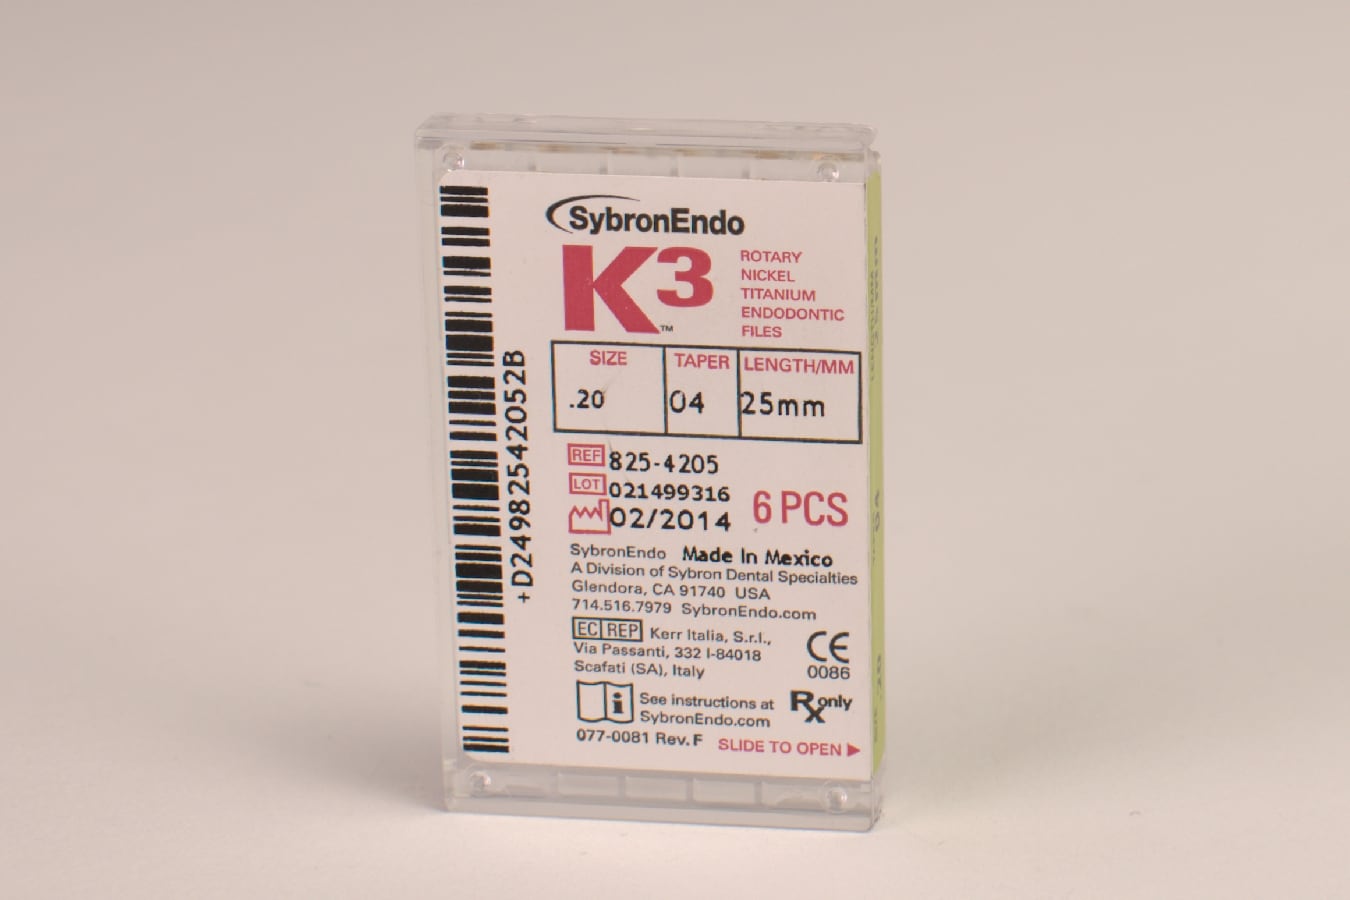 SybronEndo
K3™
ROTARY
NICKEL
TITANIUM
ENDODONTIC
FILES
SIZE TAPER LENGTH/MM
.20 04 25mm
REF 825-4205
LOT 021499316
02/2014 6 PCS
SybronEndo Made In Mexico
A Division of Sybron Dental Specialties
Glendora, CA 91740 USA
714.516.7979 SybronEndo.com
EC REP Kerr Italia, S.r.l.,
Via Passanti, 332 I-84018
Scafati (SA), Italy
CE
0086
i See instructions at
SybronEndo.com
Rx only
077-0081 Rev. F SLIDE TO OPEN
+D24982542052B